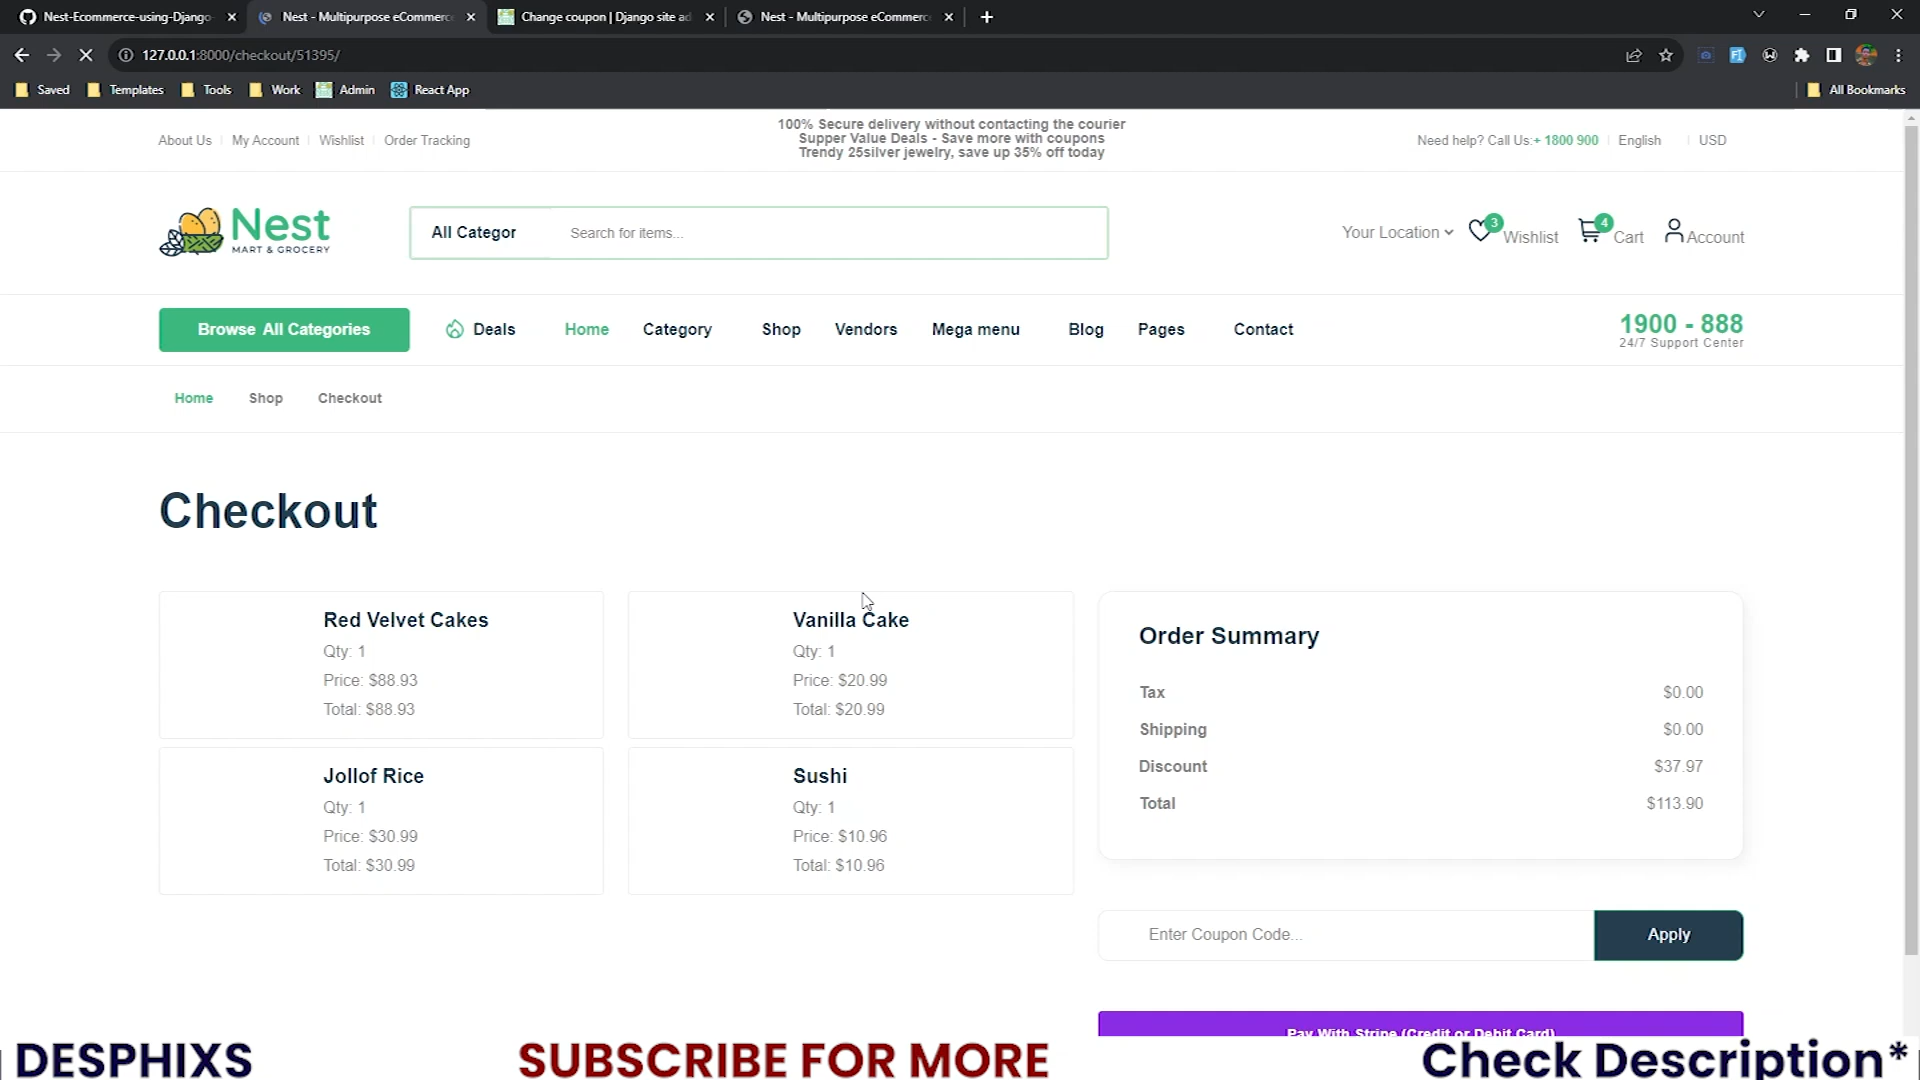 Nest-Ecommerce-using-Django
Nest - Multipurpose eCommerc
Change coupon | Django site ad
Nest - Multipurpose eCommerc
127.0.0.1:8000/checkout/51395/
Saved
Templates
Tools
Work
Admin
React App
All Bookmarks
About Us
My Account
Wishlist
Order Tracking
100% Secure delivery without contacting the courier
Supper Value Deals - Save more with coupons
Trendy 25silver jewelry, save up 35% off today
Need help? Call Us:+ 1800 900
English
USD
Nest
MART & GROCERY
All Categor
Search for items...
Your Location
3
Wishlist
4
Cart
Account
Browse All Categories
Deals
Home
Category
Shop
Vendors
Mega menu
Blog
Pages
Contact
1900 - 888
24/7 Support Center
Home
Shop
Checkout
Checkout
Red Velvet Cakes
Qty: 1
Price: $88.93
Total: $88.93
Vanilla Cake
Qty: 1
Price: $20.99
Total: $20.99
Jollof Rice
Qty: 1
Price: $30.99
Total: $30.99
Sushi
Qty: 1
Price: $10.96
Total: $10.96
Order Summary
Tax $0.00
Shipping $0.00
Discount $37.97
Total $113.90
Enter Coupon Code...
Apply
Pay With Stripe (Credit or Debit Card)
DESPHIXS
SUBSCRIBE FOR MORE
Check Description*